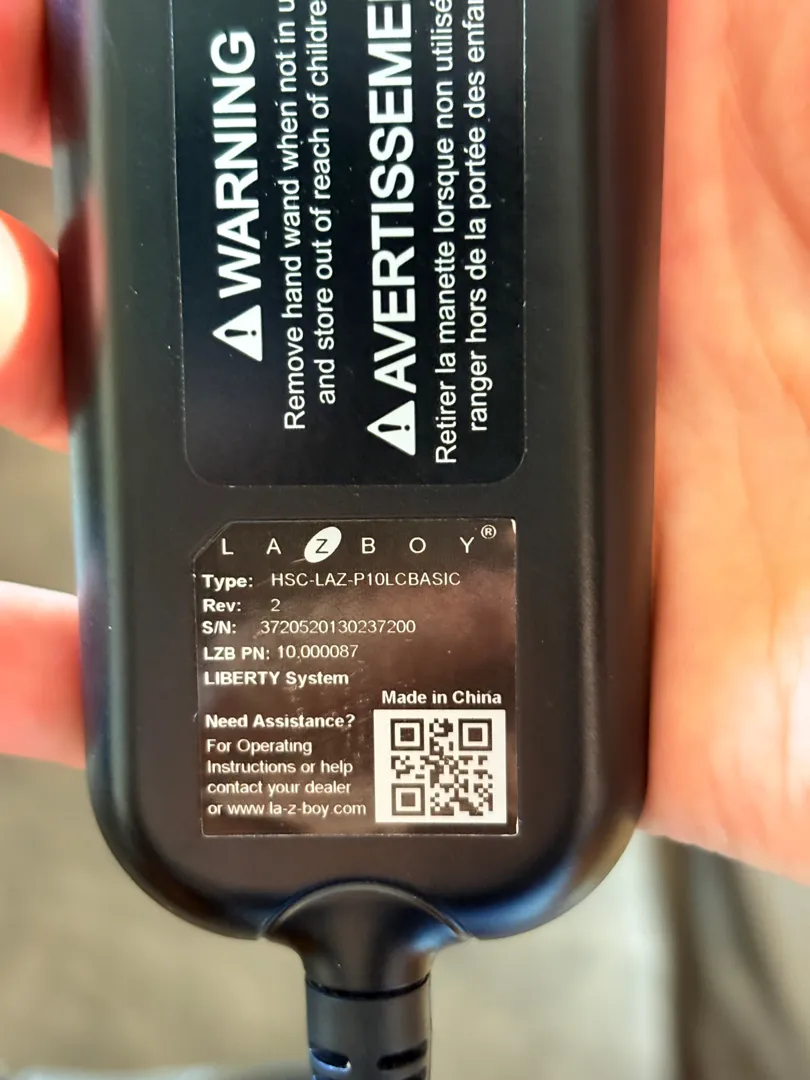 WARNING
Remove hand wand when not in
and store out of reach of
AVERTISSEME
Retirer la manette lorsque non utilisé
ranger hors de la portée des
LAZBOY®
Type: HSC-LAZ-P10LCBASIC
Rev: 2
S/N: 3720520130237200
LZB PN: 10.000087
LIBERTY System
Made in China
Need Assistance?
For Operating
Instructions or help
contact your dealer
or www.la-z-boy.com